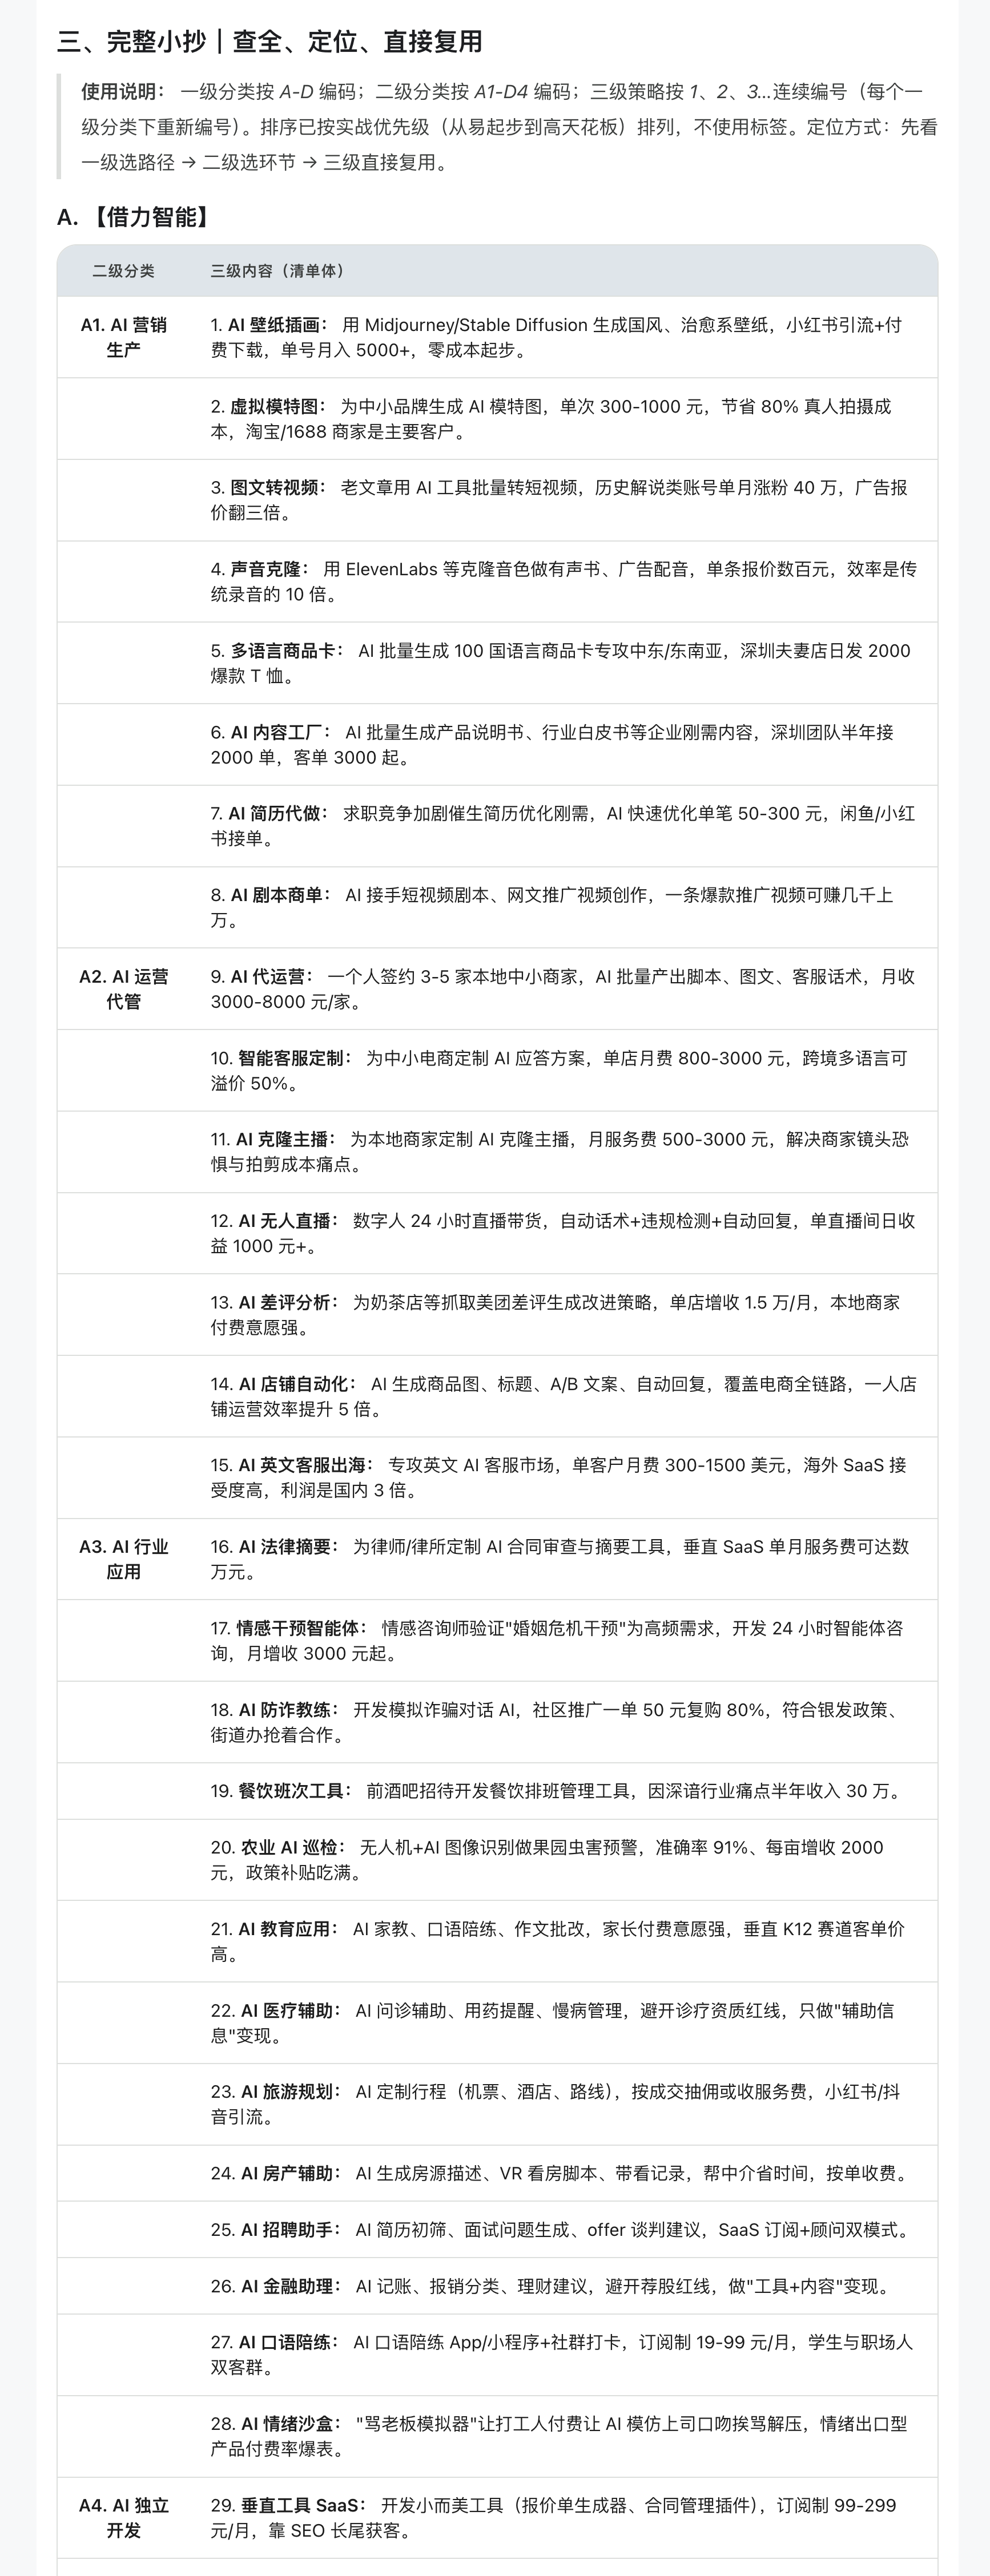 三、完整小抄｜查全、定位、直接复用
使用说明： 一级分类按 A-D 编码；二级分类按 A1-D4 编码；三级策略按 1、2、3…连续编号（每个一
级分类下重新编号）。排序已按实战优先级（从易起步到高天花板）排列，不使用标签。定位方式：先看
一级选路径 → 二级选环节 → 三级直接复用。
A. 【借力智能】
二级分类 三级内容（清单体）
A1. AI 营销
生产
1. AI 壁纸插画： 用 Midjourney/Stable Diffusion 生成国风、治愈系壁纸，小红书引流+付
费下载，单号月入 5000+，零成本起步。
2. 虚拟模特图： 为中小品牌生成 AI 模特图，单次 300-1000 元，节省 80% 真人拍摄成
本，淘宝/1688 商家是主要客户。
3. 图文转视频： 老文章用 AI 工具批量转短视频，历史解说类账号单月涨粉 40 万，广告报
价翻三倍。
4. 声音克隆： 用 ElevenLabs 等克隆音色做有声书、广告配音，单条报价数百元，效率是传
统录音的 10 倍。
5. 多语言商品卡： AI 批量生成 100 国语言商品卡专攻中东/东南亚，深圳夫妻店日发 2000
爆款 T 恤。
6. AI 内容工厂： AI 批量生成产品说明书、行业白皮书等企业刚需内容，深圳团队半年接
2000 单，客单 3000 起。
7. AI 简历代做： 求职竞争加剧催生简历优化刚需，AI 快速优化单笔 50-300 元，闲鱼/小红
书接单。
8. AI 剧本商单： AI 接手短视频剧本、网文推广视频创作，一条爆款推广视频可赚几千上
万。
A2. AI 运营
代管
9. AI 代运营： 一个人签约 3-5 家本地中小商家，AI 批量产出脚本、图文、客服话术，月收
3000-8000 元/家。
10. 智能客服定制： 为中小电商定制 AI 应答方案，单店月费 800-3000 元，跨境多语言可
溢价 50%。
11. AI 克隆主播： 为本地商家定制 AI 克隆主播，月服务费 500-3000 元，解决商家镜头恐
惧与拍剪成本痛点。
12. AI 无人直播： 数字人 24 小时直播带货，自动话术+违规检测+自动回复，单直播间日收
益 1000 元+。
13. AI 差评分析： 为奶茶店等抓取美团差评生成改进策略，单店增收 1.5 万/月，本地商家
付费意愿强。
14. AI 店铺自动化： AI 生成商品图、标题、A/B 文案、自动回复，覆盖电商全链路，一人店
铺运营效率提升 5 倍。
15. AI 英文客服出海： 专攻英文 AI 客服市场，单客户月费 300-1500 美元，海外 SaaS 接
受度高，利润是国内 3 倍。
A3. AI 行业
应用
16. AI 法律摘要： 为律师/律所定制 AI 合同审查与摘要工具，垂直 SaaS 单月服务费可达数
万元。
17. 情感干预智能体： 情感咨询师验证"婚姻危机干预"为高频需求，开发 24 小时智能体咨
询，月增收 3000 元起。
18. AI 防诈教练： 开发模拟诈骗对话 AI，社区推广一单 50 元复购 80%，符合银发政策、
街道办抢着合作。
19. 餐饮班次工具： 前酒吧招待开发餐饮排班管理工具，因深谙行业痛点半年收入 30 万。
20. 农业 AI 巡检： 无人机+AI 图像识别做果园虫害预警，准确率 91%、每亩增收 2000
元，政策补贴吃满。
21. AI 教育应用： AI 家教、口语陪练、作文批改，家长付费意愿强，垂直 K12 赛道客单价
高。
22. AI 医疗辅助： AI 问诊辅助、用药提醒、慢病管理，避开诊疗资质红线，只做"辅助信
息"变现。
23. AI 旅游规划： AI 定制行程（机票、酒店、路线），按成交抽佣或收服务费，小红书/抖
音引流。
24. AI 房产辅助： AI 生成房源描述、VR 看房脚本、带看记录，帮中介省时间，按单收费。
25. AI 招聘助手： AI 简历初筛、面试问题生成、offer 谈判建议，SaaS 订阅+顾问双模式。
26. AI 金融助理： AI 记账、报销分类、理财建议，避开荐股红线，做"工具+内容"变现。
27. AI 口语陪练： AI 口语陪练 App/小程序+社群打卡，订阅制 19-99 元/月，学生与职场人
双客群。
28. AI 情绪沙盒： "骂老板模拟器"让打工人付费让 AI 模仿上司口吻挨骂解压，情绪出口型
产品付费率爆表。
A4. AI 独立
开发
29. 垂直工具 SaaS： 开发小而美工具（报价单生成器、合同管理插件），订阅制 99-299
元/月，靠 SEO 长尾获客。